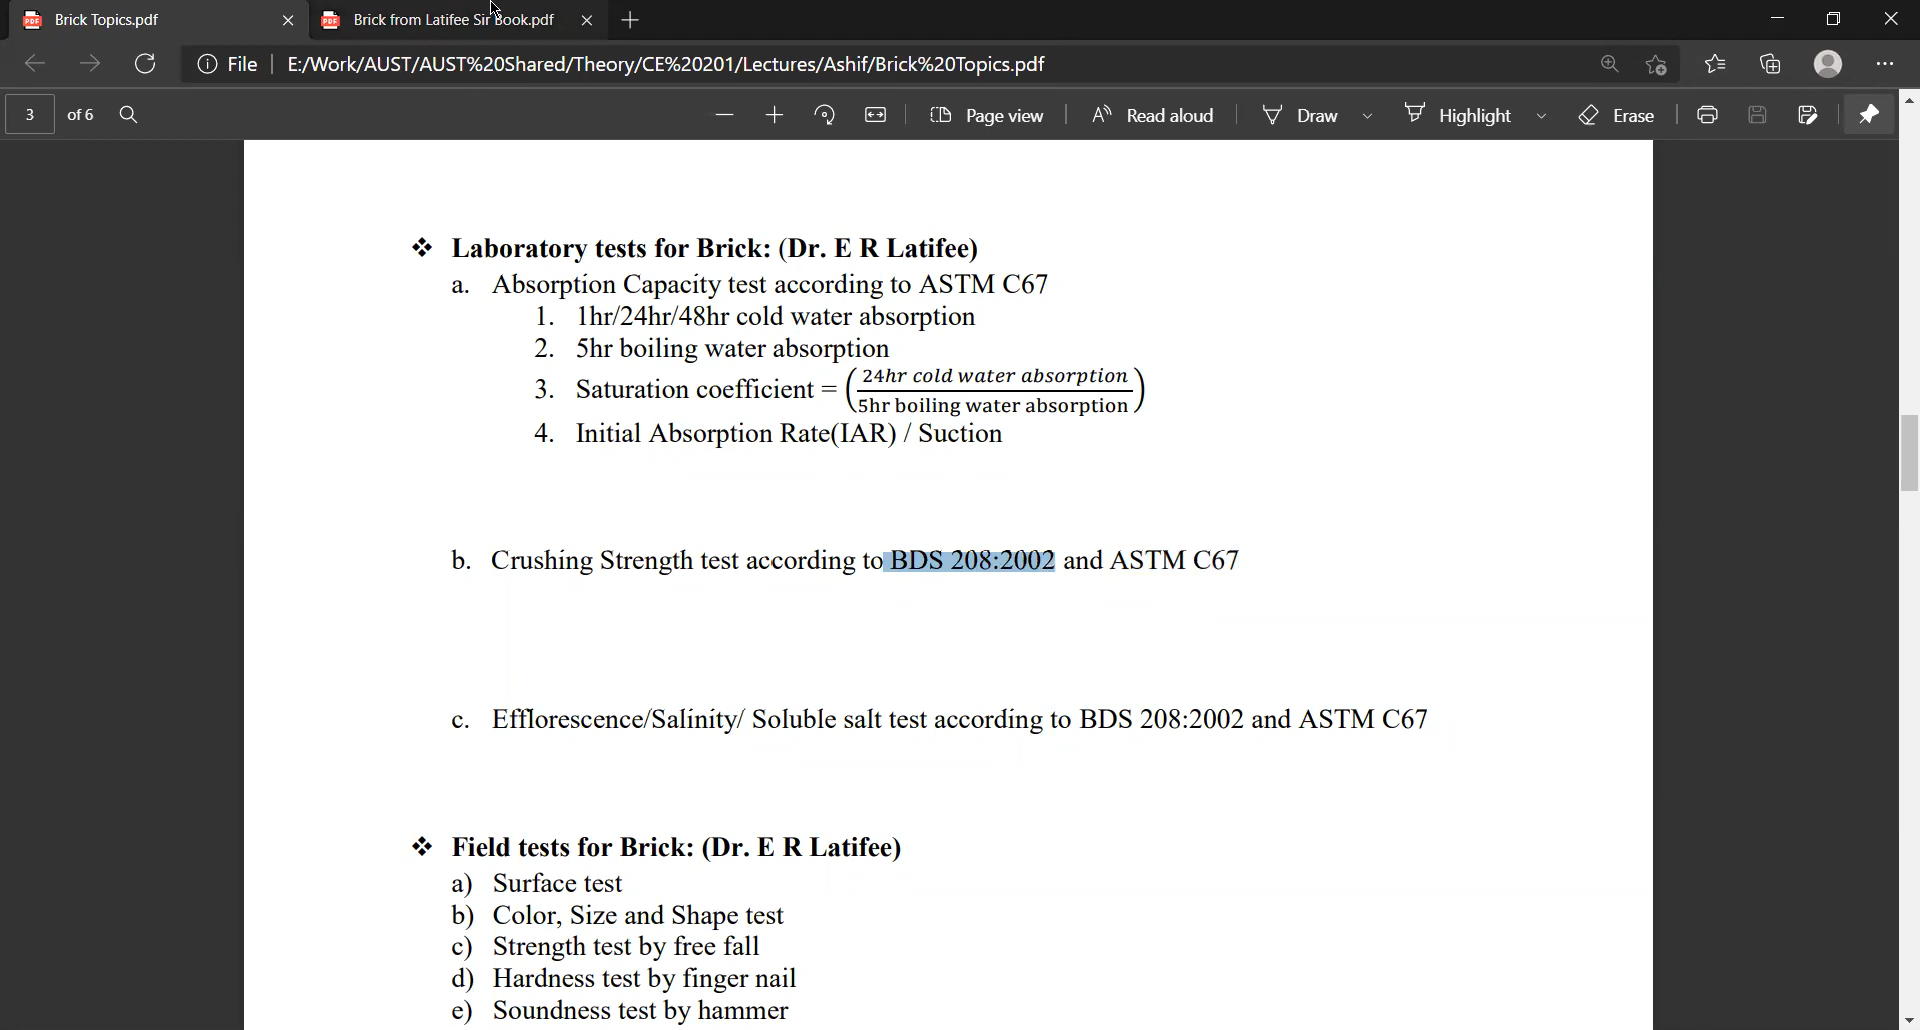 Brick Topics.pdf
Brick from Latifee Sir Book.pdf
File
E:/Work/AUST/AUST%20Shared/Theory/CE%20201/Lectures/Ashif/Brick%20Topics.pdf
3 of 6
Page view
Read aloud
Draw
Highlight
Erase
❖ Laboratory tests for Brick: (Dr. E R Latifee)
a. Absorption Capacity test according to ASTM C67
1. 1hr/24hr/48hr cold water absorption
2. 5hr boiling water absorption
3. Saturation coefficient = (24hr cold water absorption / 5hr boiling water absorption)
4. Initial Absorption Rate(IAR) / Suction
b. Crushing Strength test according to BDS 208:2002 and ASTM C67
c. Efflorescence/Salinity/ Soluble salt test according to BDS 208:2002 and ASTM C67
❖ Field tests for Brick: (Dr. E R Latifee)
a) Surface test
b) Color, Size and Shape test
c) Strength test by free fall
d) Hardness test by finger nail
e) Soundness test by hammer